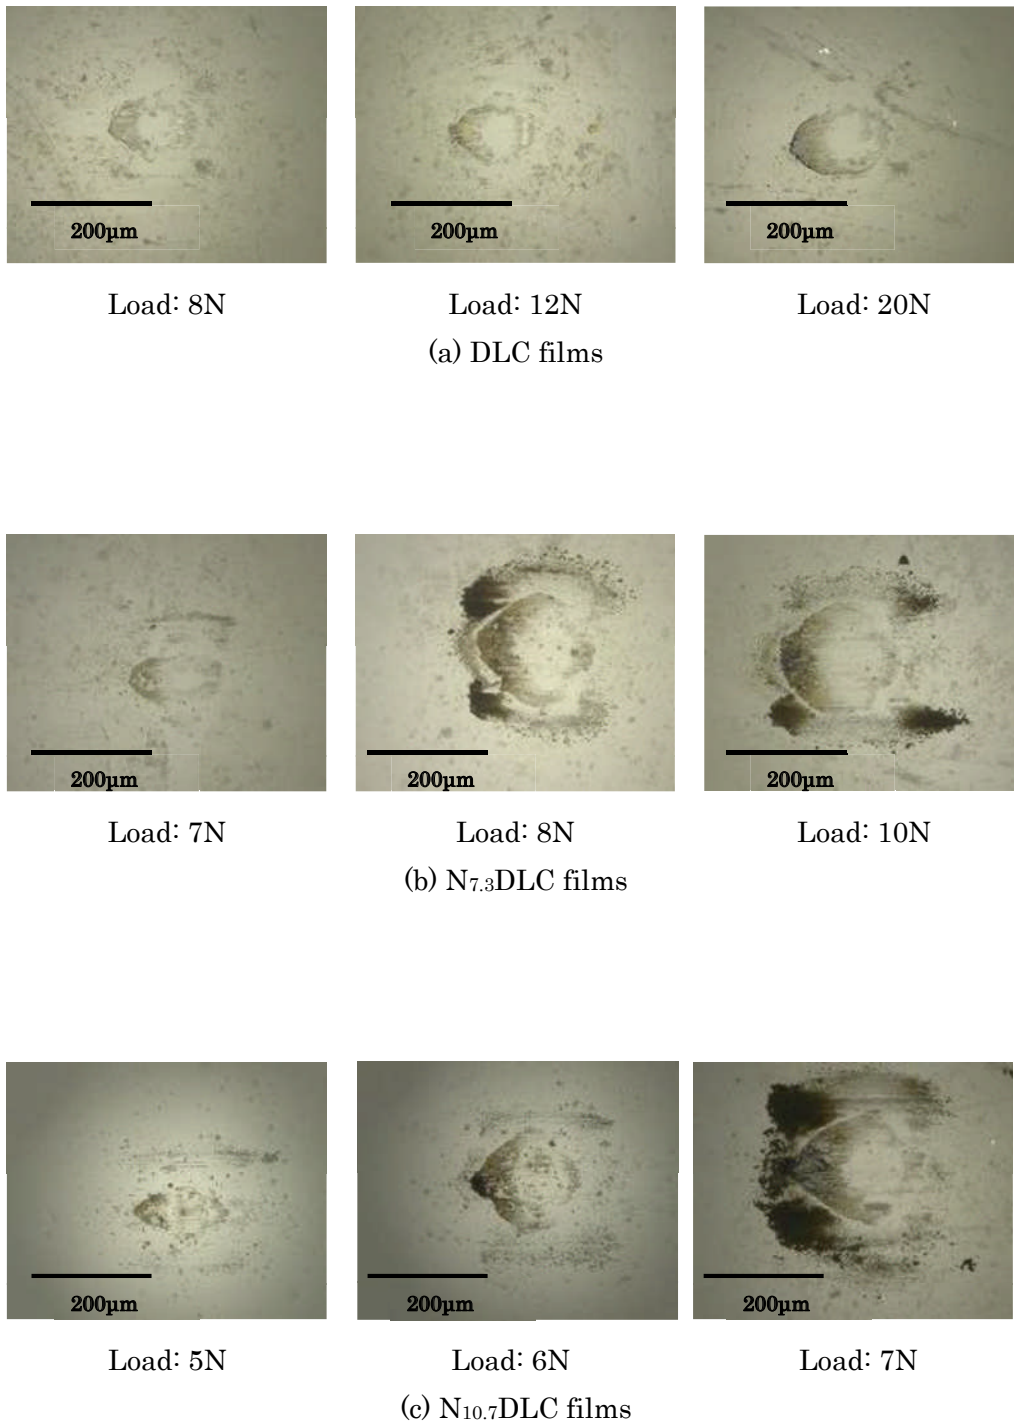 200μm 200μm 200μm
Load: 8N Load: 12N Load: 20N
(a) DLC films
200μm 200μm 200μm
Load: 7N Load: 8N Load: 10N
(b) N7.3DLC films
200μm 200μm 200μm
Load: 5N Load: 6N Load: 7N
(c) N10.7DLC films